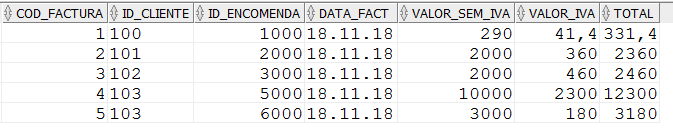 COD_FACTURA ID_CLIENTE ID_ENCOMENDA DATA_FACT VALOR_SEM_IVA VALOR_IVA TOTAL
1 100 1000 18.11.18 290 41,4 331,4
2 101 2000 18.11.18 2000 360 2360
3 102 3000 18.11.18 2000 460 2460
4 103 5000 18.11.18 10000 2300 12300
5 103 6000 18.11.18 3000 180 3180